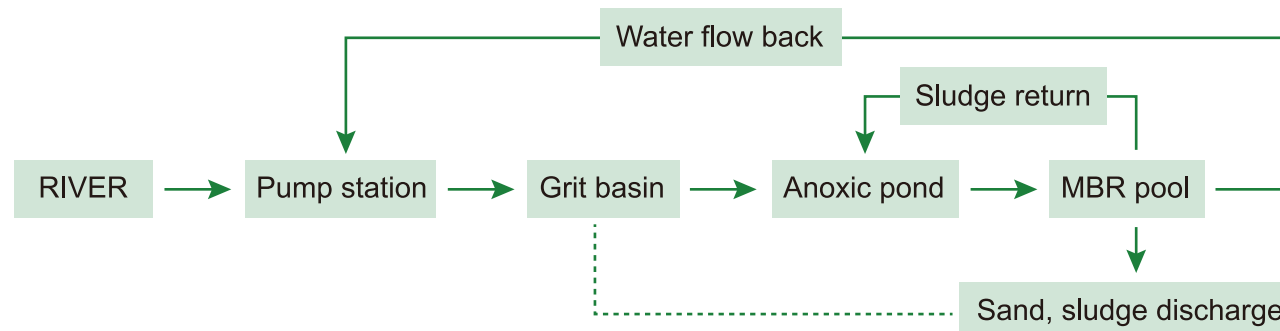 Water flow back
Sludge return
RIVER
Pump station
Grit basin
Anoxic pond
MBR pool
Sand, sludge discharge